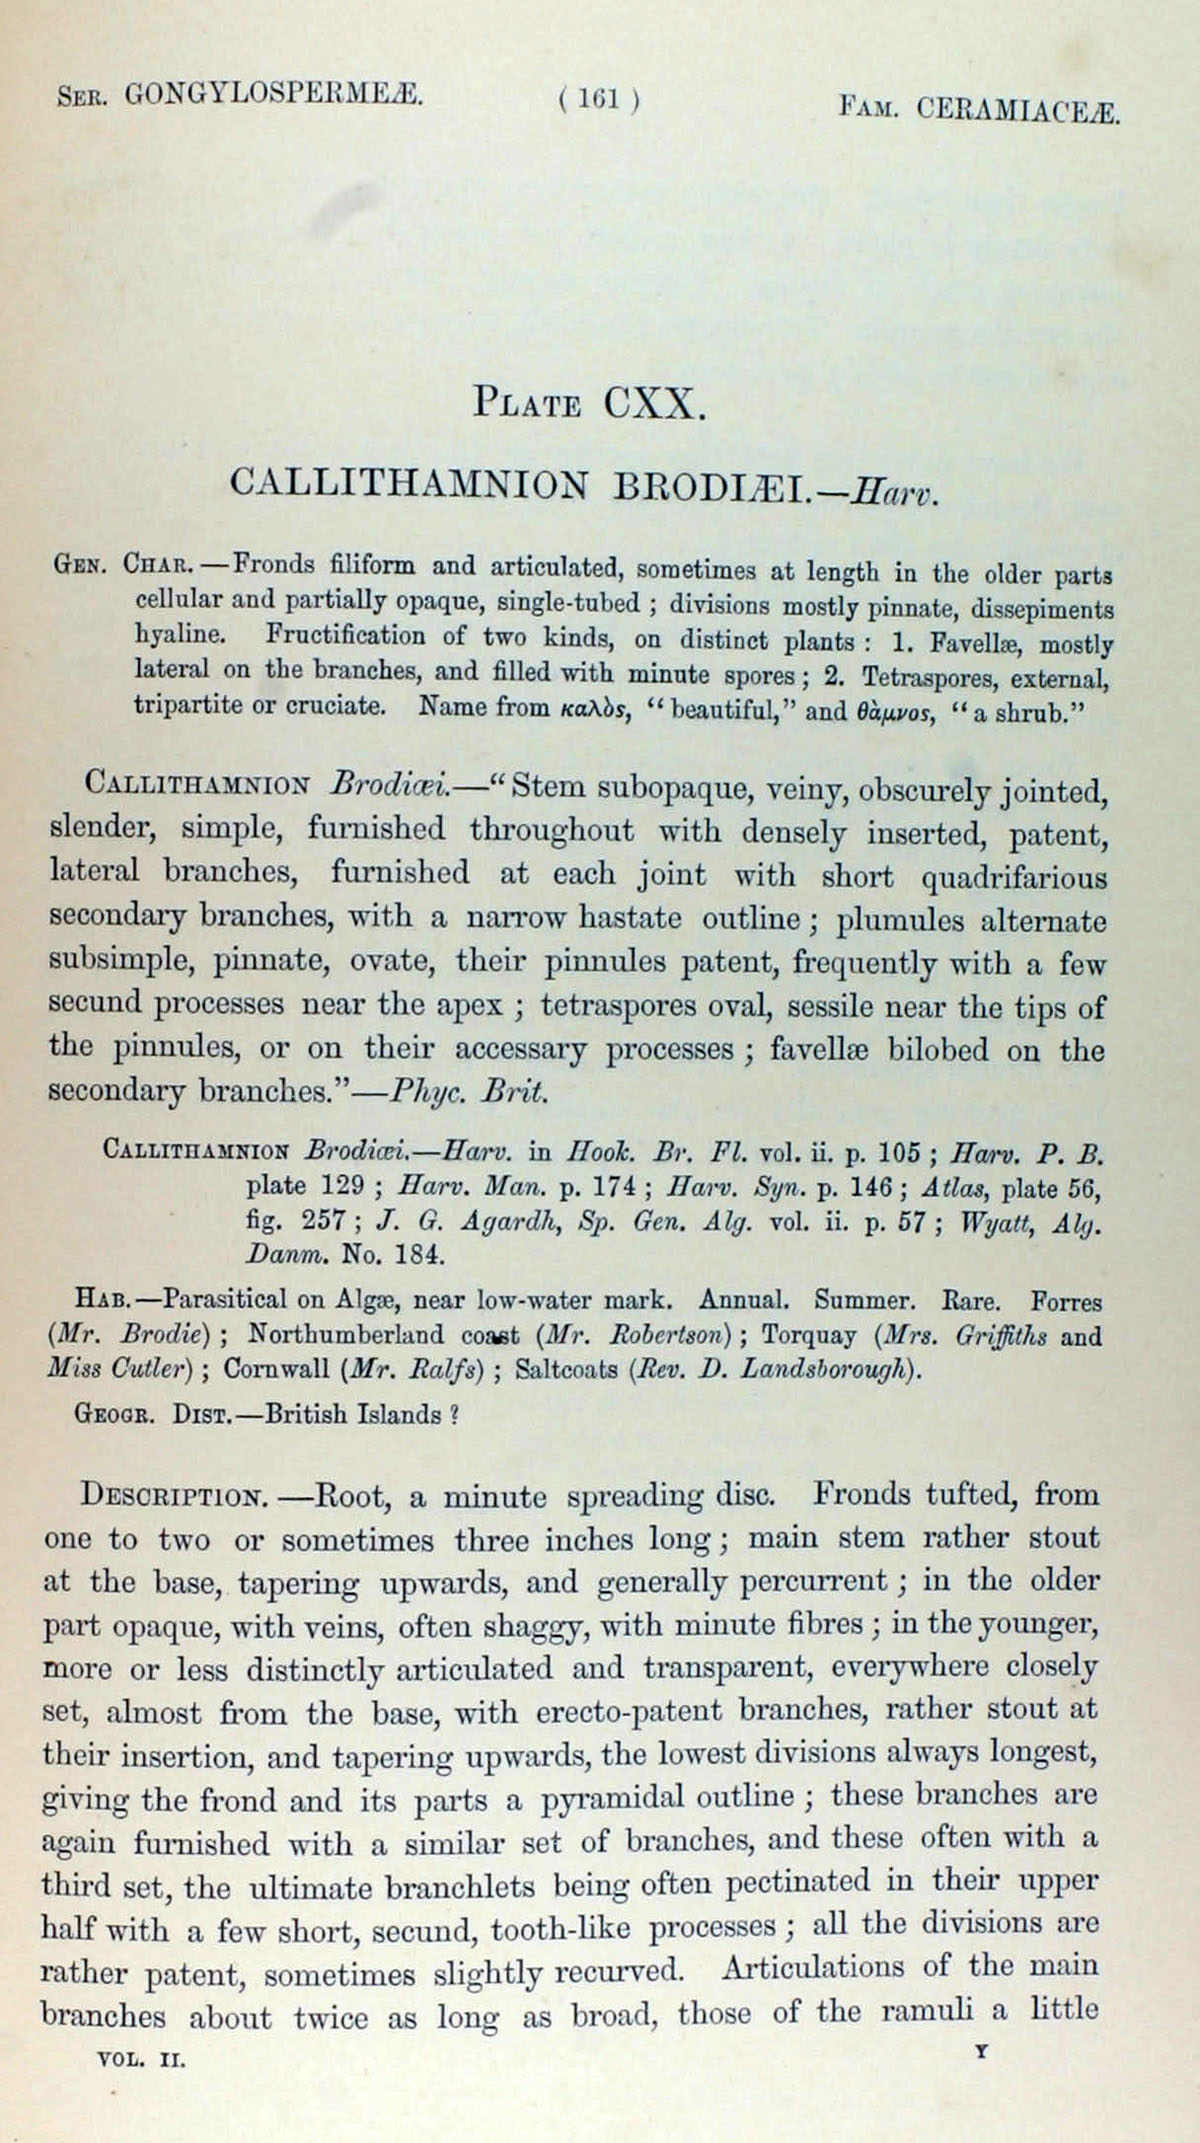 Ser. GONGYLOSPERMEÆ. ( 161 ) Fam. CERAMIACEÆ.
Plate CXX.
CALLITHAMNION BRODIÆI.—Harv.
Gen. Char.—Fronds filiform and articulated, sometimes at length in the older parts
cellular and partially opaque, single-tubed ; divisions mostly pinnate, dissepiments
hyaline. Fructification of two kinds, on distinct plants : 1. Favellæ, mostly
lateral on the branches, and filled with minute spores ; 2. Tetraspores, external,
tripartite or cruciate. Name from καλὸς, “beautiful,” and θὰμνος, “a shrub.”
Callithamnion Brodiæi.—“Stem subopaque, veiny, obscurely jointed,
slender, simple, furnished throughout with densely inserted, patent,
lateral branches, furnished at each joint with short quadrifarious
secondary branches, with a narrow hastate outline ; plumules alternate
subsimple, pinnate, ovate, their pinnules patent, frequently with a few
secund processes near the apex ; tetraspores oval, sessile near the tips of
the pinnules, or on their accessary processes ; favellæ bilobed on the
secondary branches.”—Phyc. Brit.
Callithamnion Brodiæi.—Harv. in Hook. Br. Fl. vol. ii. p. 105 ; Harv. P. B.
plate 129 ; Harv. Man. p. 174 ; Harv. Syn. p. 146 ; Atlas, plate 56,
fig. 257 ; J. G. Agardh, Sp. Gen. Alg. vol. ii. p. 57 ; Wyatt, Alg.
Danm. No. 184.
Hab.—Parasitical on Algæ, near low-water mark. Annual. Summer. Rare. Forres
(Mr. Brodie) ; Northumberland coast (Mr. Robertson) ; Torquay (Mrs. Griffiths and
Miss Cutler) ; Cornwall (Mr. Ralfs) ; Saltcoats (Rev. D. Landsborough).
Geogr. Dist.—British Islands ?
Description.—Root, a minute spreading disc. Fronds tufted, from
one to two or sometimes three inches long ; main stem rather stout
at the base, tapering upwards, and generally percurrent ; in the older
part opaque, with veins, often shaggy, with minute fibres ; in the younger,
more or less distinctly articulated and transparent, everywhere closely
set, almost from the base, with erecto-patent branches, rather stout at
their insertion, and tapering upwards, the lowest divisions always longest,
giving the frond and its parts a pyramidal outline ; these branches are
again furnished with a similar set of branches, and these often with a
third set, the ultimate branchlets being often pectinated in their upper
half with a few short, secund, tooth-like processes ; all the divisions are
rather patent, sometimes slightly recurved. Articulations of the main
branches about twice as long as broad, those of the ramuli a little
VOL. II. Y